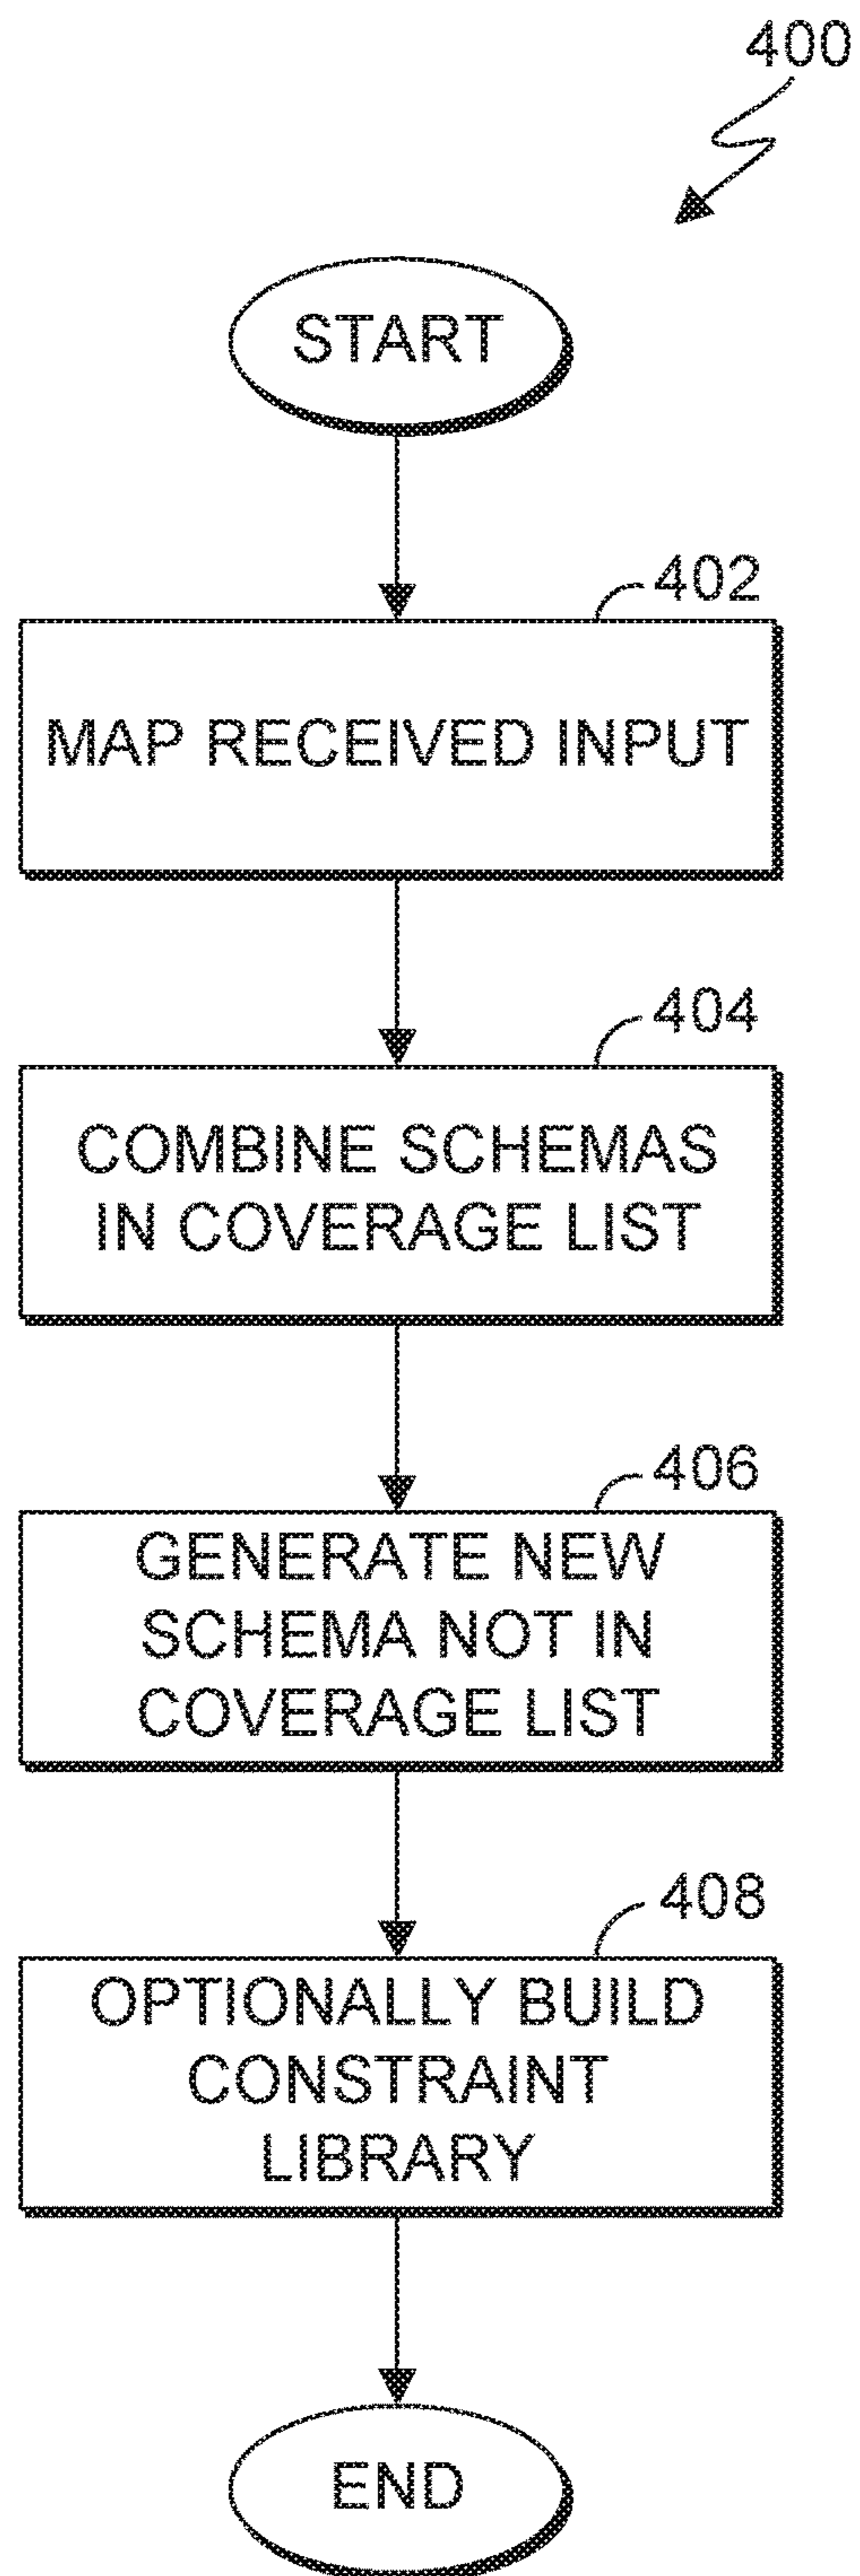 400
START
402
MAP RECEIVED INPUT
404
COMBINE SCHEMAS
IN COVERAGE LIST
406
GENERATE NEW
SCHEMA NOT IN
COVERAGE LIST
408
OPTIONALLY BUILD
CONSTRAINT
LIBRARY
END